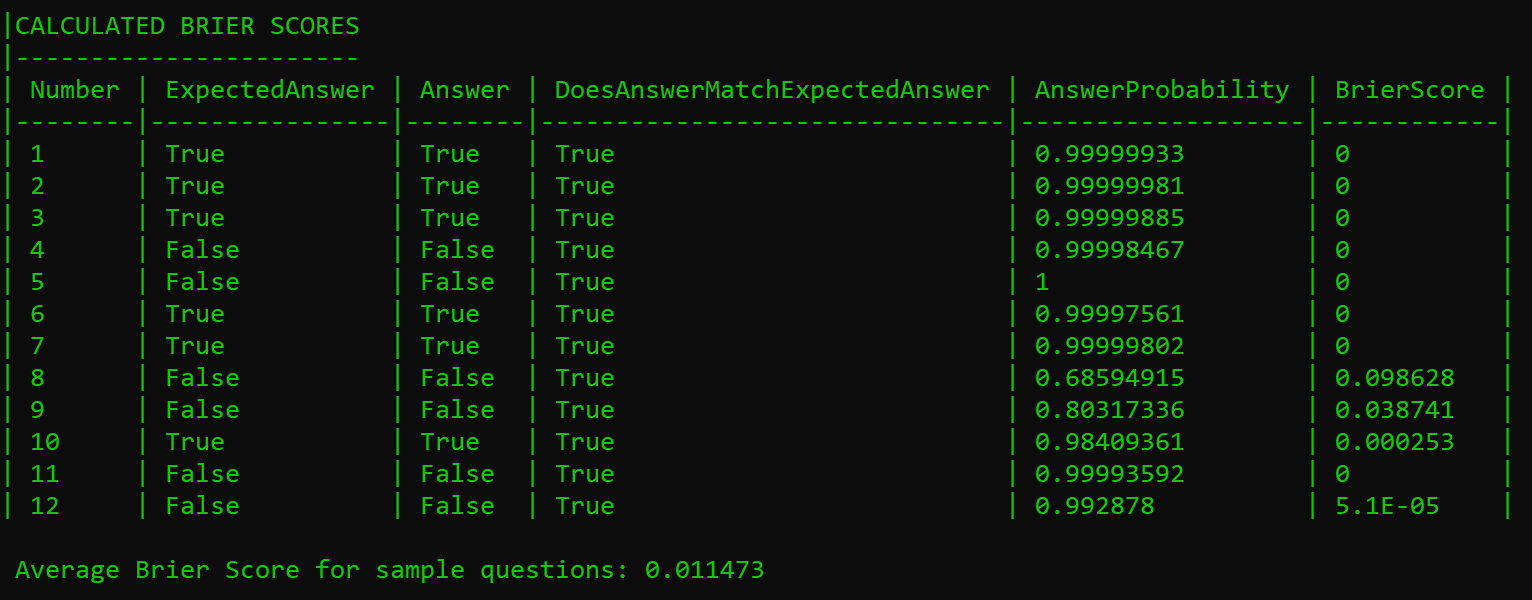 |CALCULATED BRIER SCORES
|-----------------------
| Number | ExpectedAnswer | Answer | DoesAnswerMatchExpectedAnswer | AnswerProbability | BrierScore |
|--------|----------------|--------|-------------------------------|-------------------|------------|
| 1      | True           | True   | True                          | 0.99999933        | 0          |
| 2      | True           | True   | True                          | 0.99999981        | 0          |
| 3      | True           | True   | True                          | 0.99999885        | 0          |
| 4      | False          | False  | True                          | 0.99998467        | 0          |
| 5      | False          | False  | True                          | 1                 | 0          |
| 6      | True           | True   | True                          | 0.99997561        | 0          |
| 7      | True           | True   | True                          | 0.99999802        | 0          |
| 8      | False          | False  | True                          | 0.68594915        | 0.098628   |
| 9      | False          | False  | True                          | 0.80317336        | 0.038741   |
| 10     | True           | True   | True                          | 0.98409361        | 0.000253   |
| 11     | False          | False  | True                          | 0.99993592        | 0          |
| 12     | False          | False  | True                          | 0.992878          | 5.1E-05    |
Average Brier Score for sample questions: 0.011473